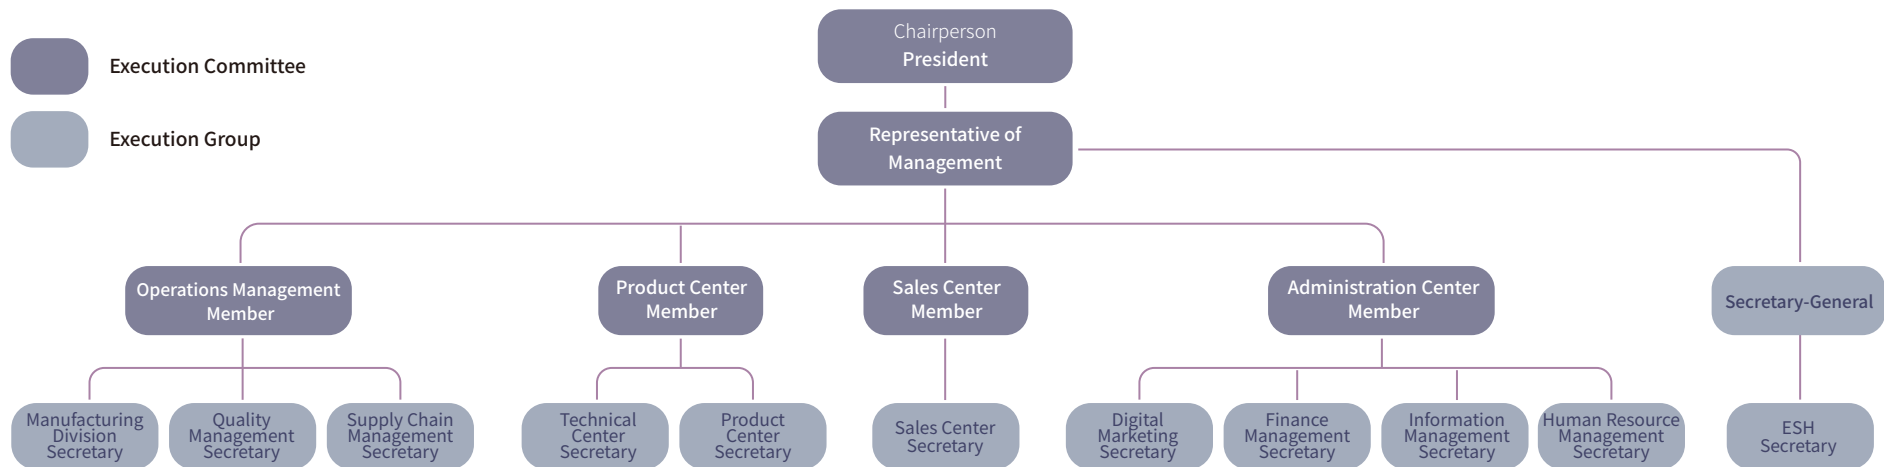 Execution Committee
Execution Group
Chairperson
President
Representative of
Management
Operations Management
Member
Product Center
Member
Sales Center
Member
Administration Center
Member
Secretary-General
Manufacturing
Division
Secretary
Quality
Management
Secretary
Supply Chain
Management
Secretary
Technical
Center
Secretary
Product
Center
Secretary
Sales Center
Secretary
Digital
Marketing
Secretary
Finance
Management
Secretary
Information
Management
Secretary
Human Resource
Management
Secretary
ESH
Secretary